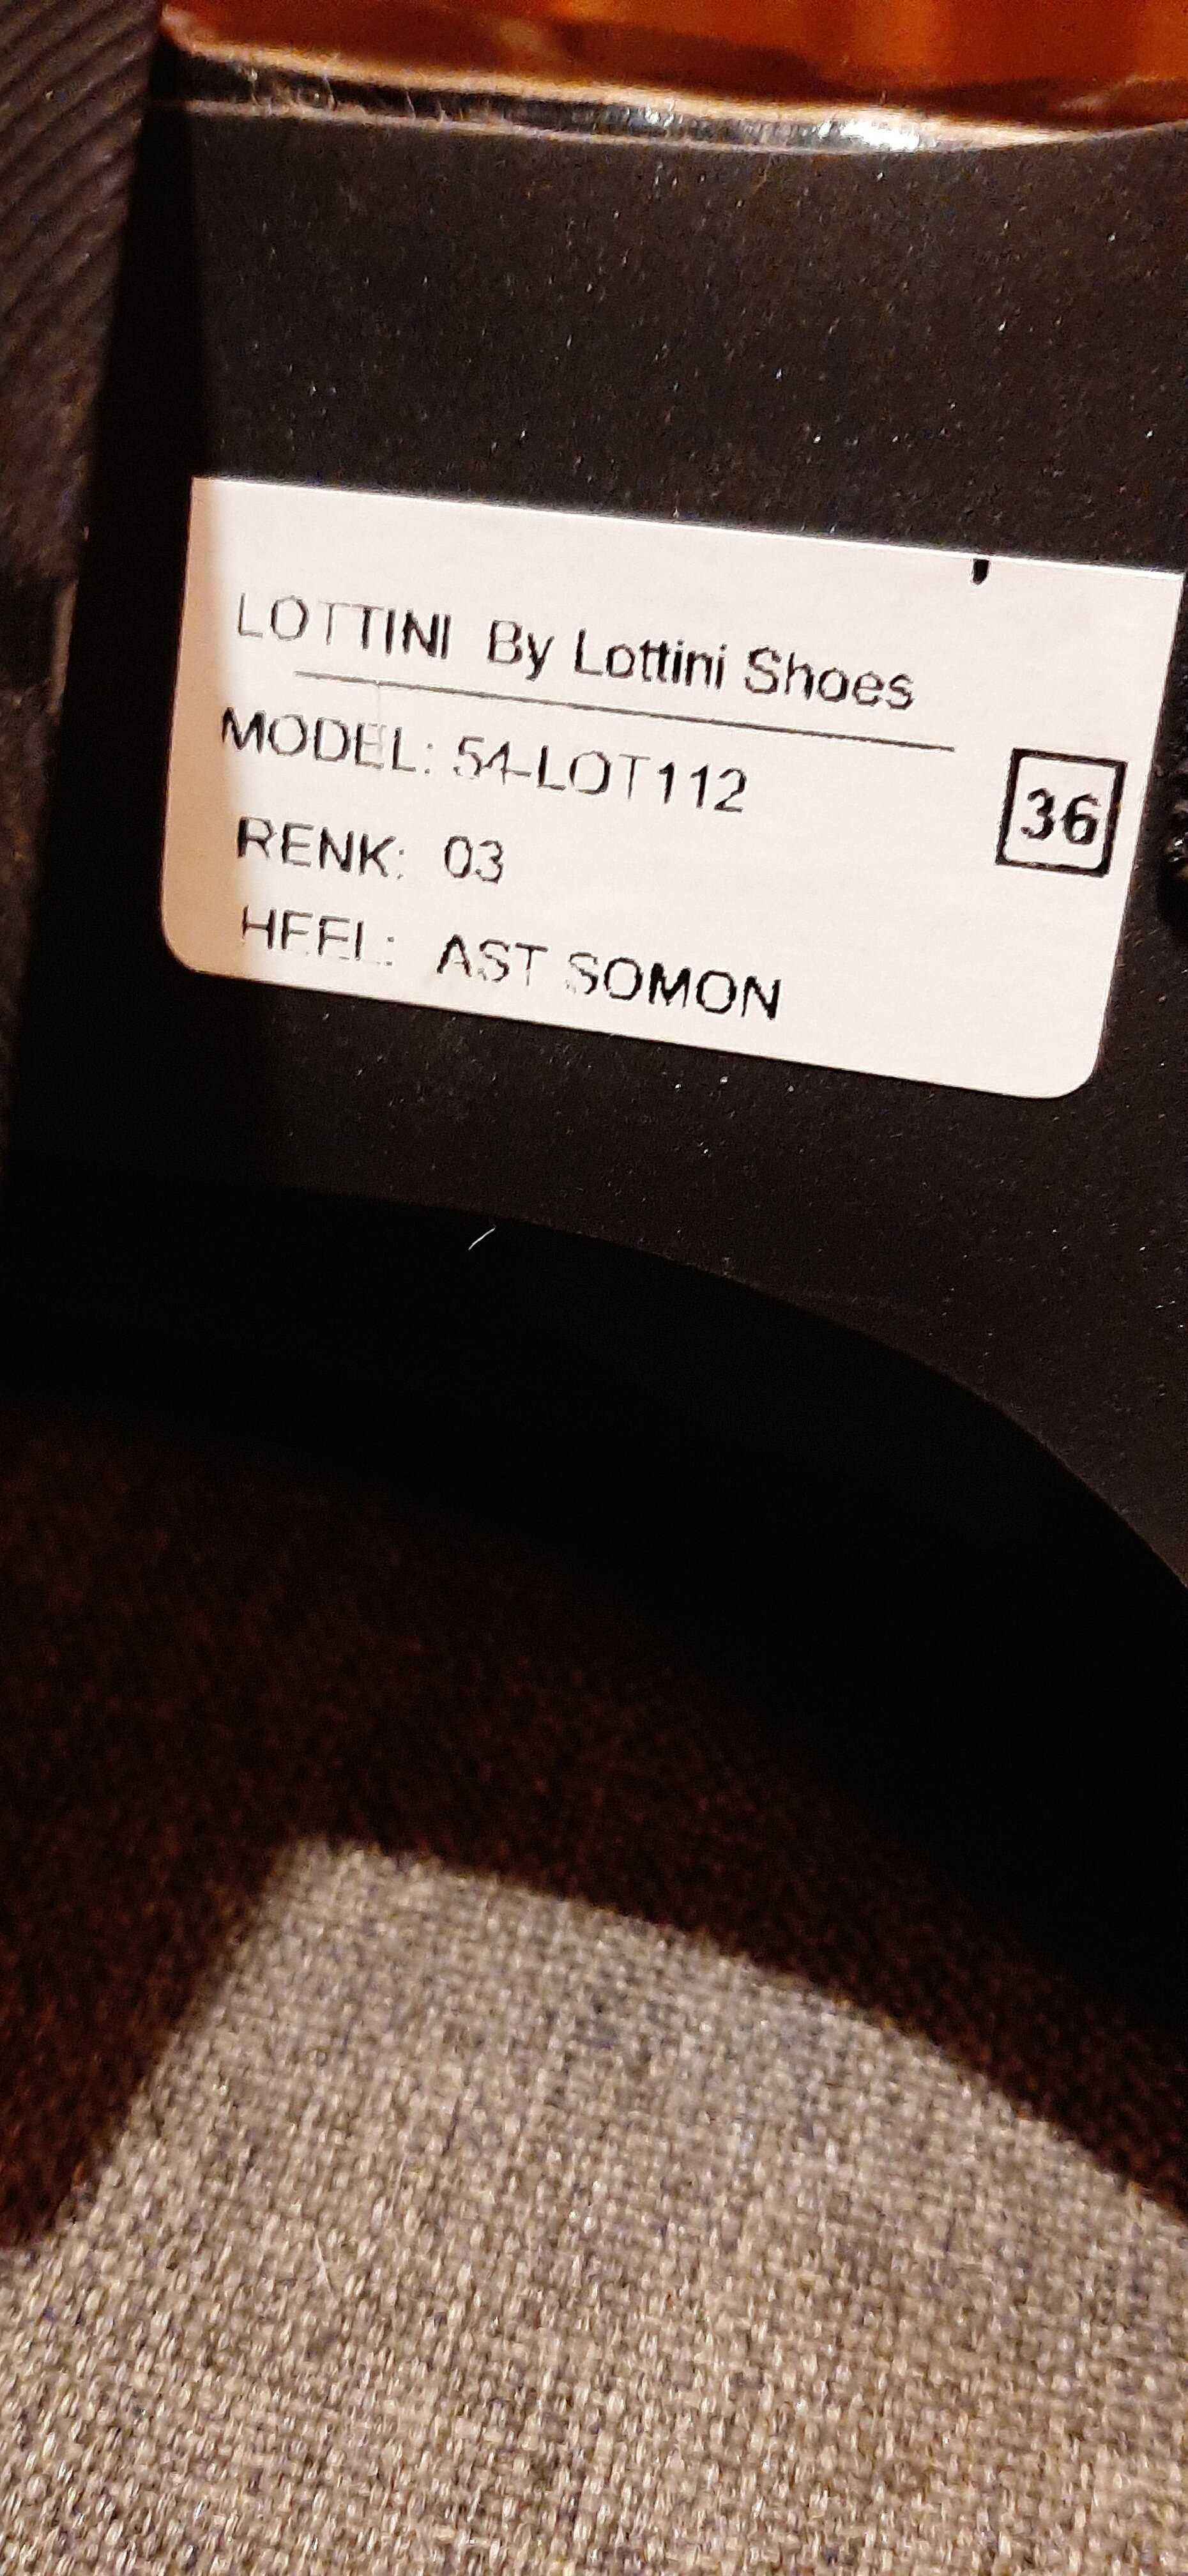 LOTTINI By Lottini Shoes
MODEL: 54-LOT112
36
RENK: 03
HEEL: AST SOMON